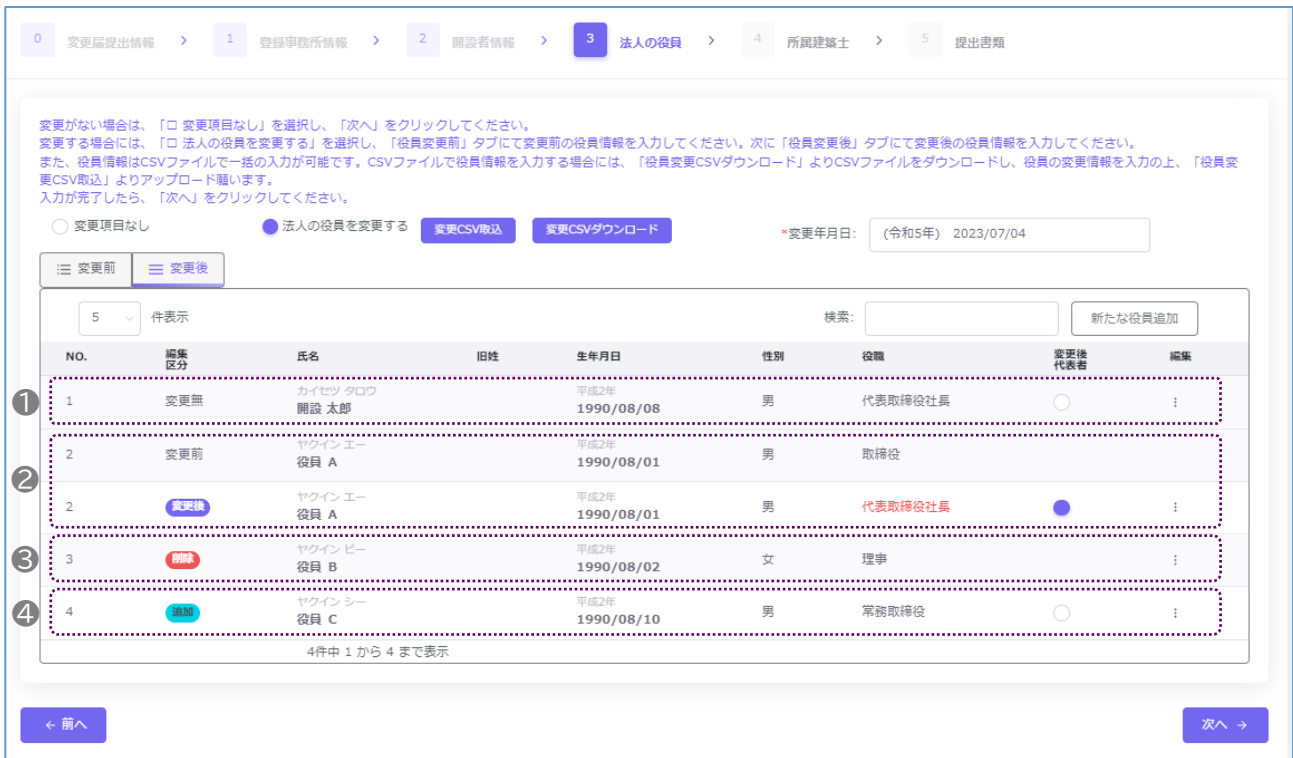 0 変更届提出情報 > 1 登録事務所情報 > 2 開設者情報 > 3 法人の役員 > 4 所属建築士 > 5 提出書類
変更がない場合は、「□ 変更項目なし」を選択し、「次へ」をクリックしてください。
変更する場合には、「□ 法人の役員を変更する」を選択し、「役員変更前」タブにて変更前の役員情報を入力してください。次に「役員変更後」タブにて変更後の役員情報を入力してください。
また、役員情報はCSVファイルで一括の入力が可能です。CSVファイルで役員情報を入力する場合には、「役員変更CSVダウンロード」よりCSVファイルをダウンロードし、役員の変更情報を入力の上、「役員変
更CSV取込」よりアップロード願います。
入力が完了したら、「次へ」をクリックしてください。
変更項目なし 法人の役員を変更する 変更CSV取込 変更CSVダウンロード *変更年月日: (令和5年) 2023/07/04
変更前 変更後
5 件表示 検索: 新たな役員追加
NO. 編集区分 氏名 旧姓 生年月日 性別 役職 変更後代表者 編集
カイセツ タロウ 平成2年
❶ 1 変更無 開設 太郎 1990/08/08 男 代表取締役社長
ヤクイン エー 平成2年
❷ 2 変更前 役員 A 1990/08/01 男 取締役
ヤクイン エー 平成2年
2 変更後 役員 A 1990/08/01 男 代表取締役社長
ヤクイン ビー 平成2年
❸ 3 削除 役員 B 1990/08/02 女 理事
ヤクイン シー 平成2年
❹ 4 追加 役員 C 1990/08/10 男 常務取締役
4件中 1 から 4 まで表示
← 前へ 次へ →